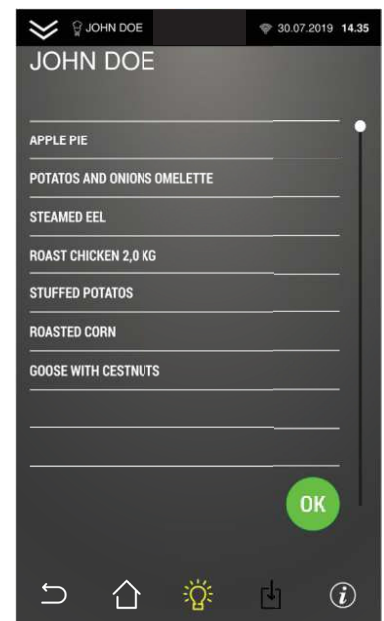 JOHN DOE 30.07.2019 14.35
JOHN DOE
APPLE PIE
POTATOS AND ONIONS OMELETTE
STEAMED EEL
ROAST CHICKEN 2,0 KG
STUFFED POTATOS
ROASTED CORN
GOOSE WITH CESTNUTS
OK
i